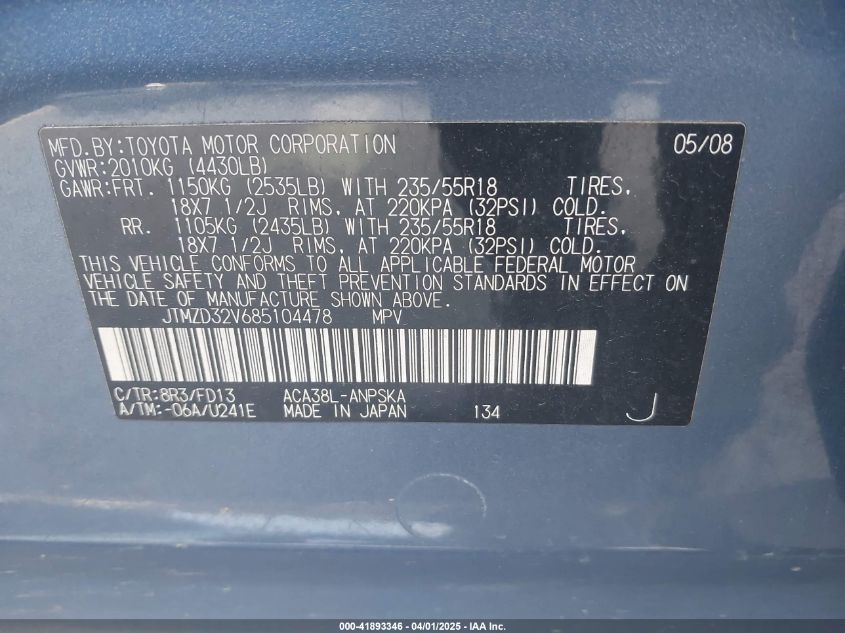 MFD.BY:TOYOTA MOTOR CORPORATION 05/08
GVWR:2010KG (4430LB)
GAWR:FRT. 1150KG (2535LB) WITH 235/55R18 TIRES,
18X7 1/2J RIMS, AT 220KPA (32PSI) COLD.
RR. 1105KG (2435LB) WITH 235/55R18 TIRES,
18X7 1/2J RIMS, AT 220KPA (32PSI) COLD.
THIS VEHICLE CONFORMS TO ALL APPLICABLE FEDERAL MOTOR
VEHICLE SAFETY AND THEFT PREVENTION STANDARDS IN EFFECT ON
THE DATE OF MANUFACTURE SHOWN ABOVE.
JTMZD32V685104478 MPV
C/TR:8R3/FD13 ACA38L-ANPSKA
A/TM:-06A/U241E MADE IN JAPAN 134 J
000-41893346 - 04/01/2025 - IAA Inc.